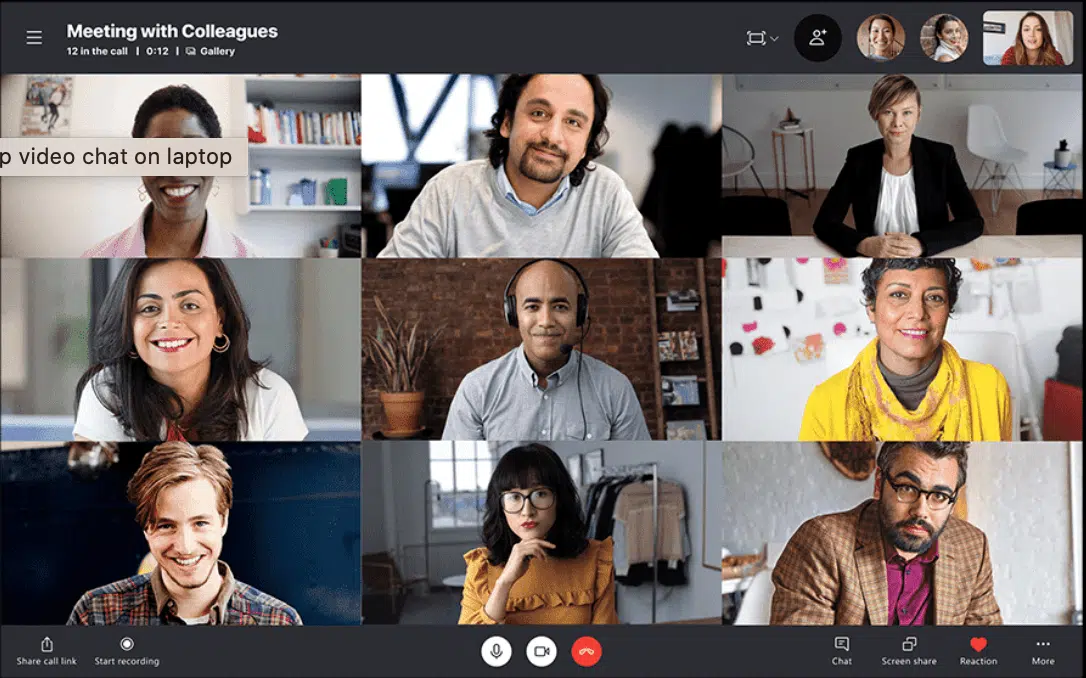 Meeting with Colleagues
12 in the call | 0:12 | Gallery
p video chat on laptop
Share call link
Start recording
Chat
Screen share
Reaction
More